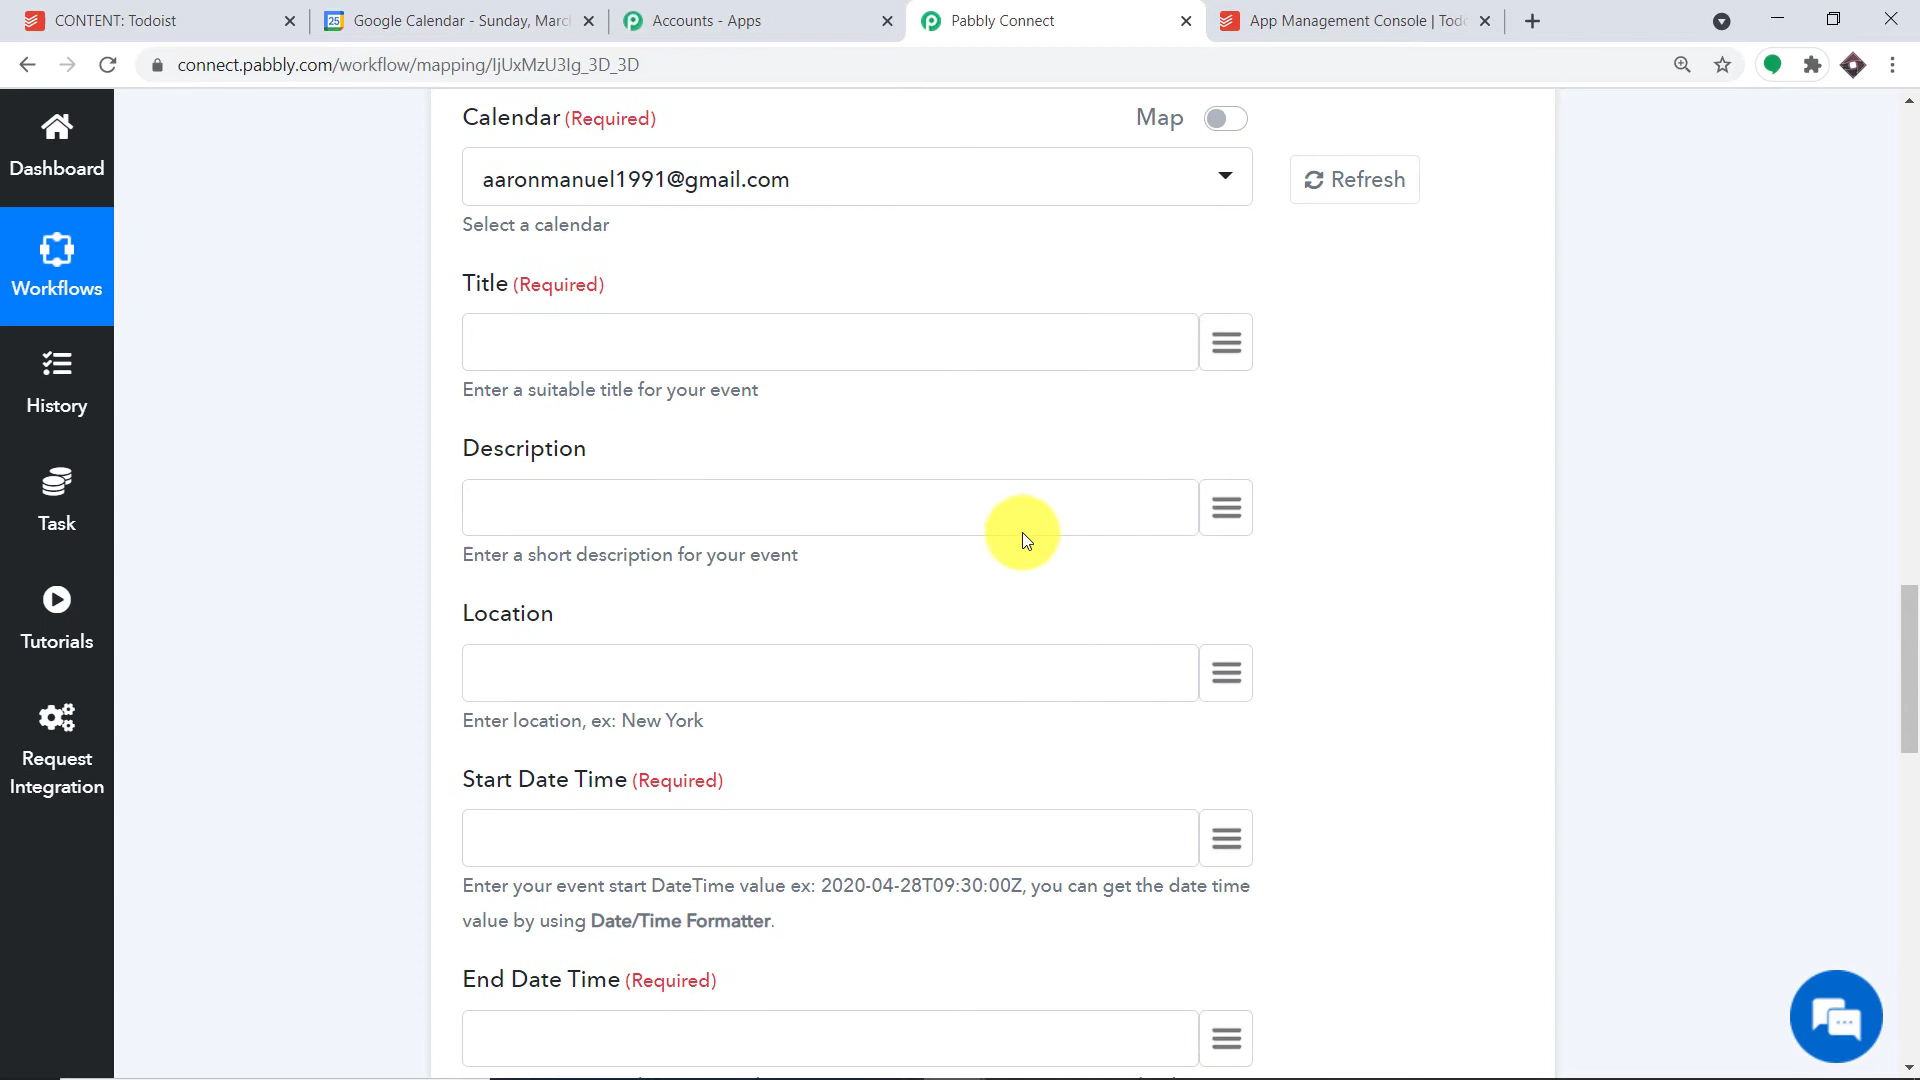 CONTENT: Todoist
25 Google Calendar - Sunday, Marc
Accounts - Apps
Pabbly Connect
App Management Console | Todo
connect.pabbly.com/workflow/mapping/IjUxMzU3Ig_3D_3D
Dashboard
Workflows
History
Task
Tutorials
Request
Integration
Calendar (Required)
Map
aaronmanuel1991@gmail.com
Refresh
Select a calendar
Title (Required)
Enter a suitable title for your event
Description
Enter a short description for your event
Location
Enter location, ex: New York
Start Date Time (Required)
Enter your event start DateTime value ex: 2020-04-28T09:30:00Z, you can get the date time
value by using Date/Time Formatter.
End Date Time (Required)